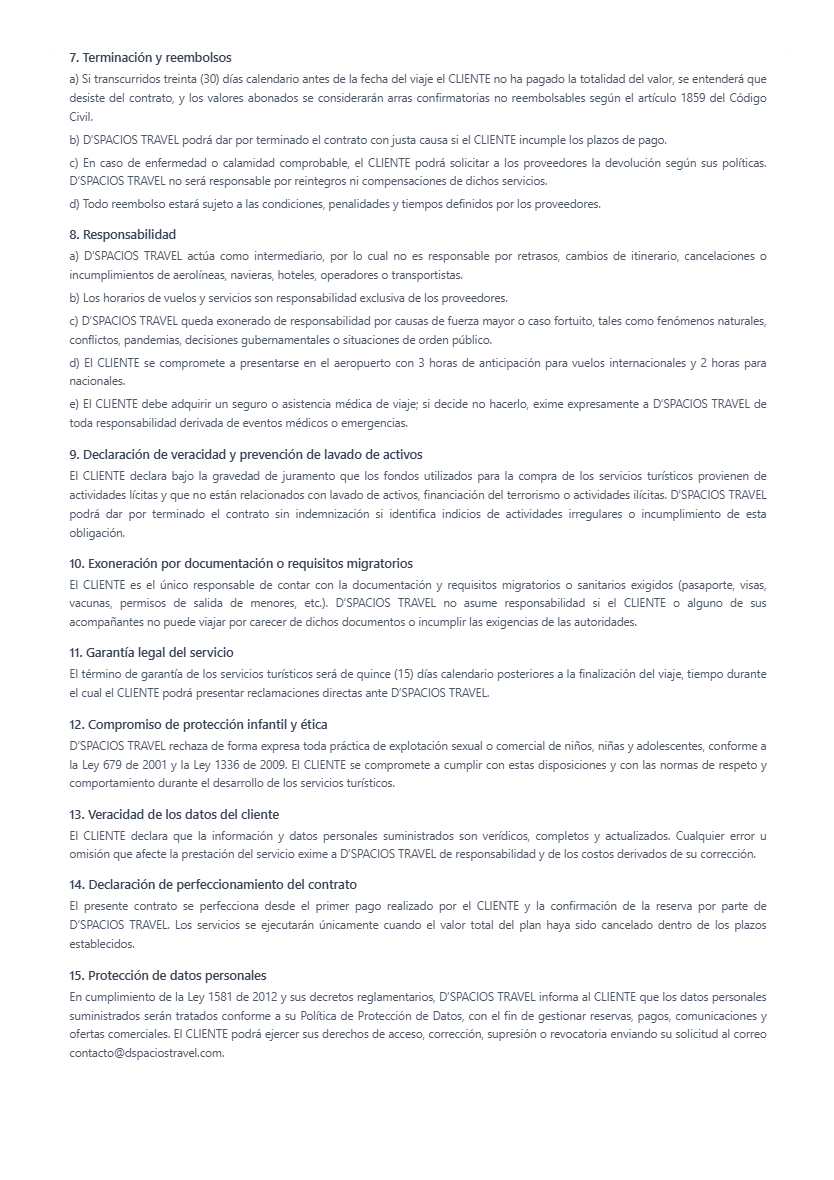 7. Terminación y reembolsos
a) Si transcurridos treinta (30) días calendario antes de la fecha del viaje el CLIENTE no ha pagado la totalidad del valor, se entenderá que
desiste del contrato, y los valores abonados se considerarán arras confirmatorias no reembolsables según el artículo 1859 del Código
Civil.
b) D'SPACIOS TRAVEL podrá dar por terminado el contrato con justa causa si el CLIENTE incumple los plazos de pago.
c) En caso de enfermedad o calamidad comprobable, el CLIENTE podrá solicitar a los proveedores la devolución según sus políticas.
D'SPACIOS TRAVEL no será responsable por reintegros ni compensaciones de dichos servicios.
d) Todo reembolso estará sujeto a las condiciones, penalidades y tiempos definidos por los proveedores.
8. Responsabilidad
a) D'SPACIOS TRAVEL actúa como intermediario, por lo cual no es responsable por retrasos, cambios de itinerario, cancelaciones o
incumplimientos de aerolíneas, navieras, hoteles, operadores o transportistas.
b) Los horarios de vuelos y servicios son responsabilidad exclusiva de los proveedores.
c) D'SPACIOS TRAVEL queda exonerado de responsabilidad por causas de fuerza mayor o caso fortuito, tales como fenómenos naturales,
conflictos, pandemias, decisiones gubernamentales o situaciones de orden público.
d) El CLIENTE se compromete a presentarse en el aeropuerto con 3 horas de anticipación para vuelos internacionales y 2 horas para
nacionales.
e) El CLIENTE debe adquirir un seguro o asistencia médica de viaje; si decide no hacerlo, exime expresamente a D'SPACIOS TRAVEL de
toda responsabilidad derivada de eventos médicos o emergencias.
9. Declaración de veracidad y prevención de lavado de activos
El CLIENTE declara bajo la gravedad de juramento que los fondos utilizados para la compra de los servicios turísticos provienen de
actividades lícitas y que no están relacionados con lavado de activos, financiación del terrorismo o actividades ilícitas. D'SPACIOS TRAVEL
podrá dar por terminado el contrato sin indemnización si identifica indicios de actividades irregulares o incumplimiento de esta
obligación.
10. Exoneración por documentación o requisitos migratorios
El CLIENTE es el único responsable de contar con la documentación y requisitos migratorios o sanitarios exigidos (pasaporte, visas,
vacunas, permisos de salida de menores, etc.). D'SPACIOS TRAVEL no asume responsabilidad si el CLIENTE o alguno de sus
acompañantes no puede viajar por carecer de dichos documentos o incumplir las exigencias de las autoridades.
11. Garantía legal del servicio
El término de garantía de los servicios turísticos será de quince (15) días calendario posteriores a la finalización del viaje, tiempo durante
el cual el CLIENTE podrá presentar reclamaciones directas ante D'SPACIOS TRAVEL.
12. Compromiso de protección infantil y ética
D'SPACIOS TRAVEL rechaza de forma expresa toda práctica de explotación sexual o comercial de niños, niñas y adolescentes, conforme a
la Ley 679 de 2001 y la Ley 1336 de 2009. El CLIENTE se compromete a cumplir con estas disposiciones y con las normas de respeto y
comportamiento durante el desarrollo de los servicios turísticos.
13. Veracidad de los datos del cliente
El CLIENTE declara que la información y datos personales suministrados son verídicos, completos y actualizados. Cualquier error u
omisión que afecte la prestación del servicio exime a D'SPACIOS TRAVEL de responsabilidad y de los costos derivados de su corrección.
14. Declaración de perfeccionamiento del contrato
El presente contrato se perfecciona desde el primer pago realizado por el CLIENTE y la confirmación de la reserva por parte de
D'SPACIOS TRAVEL. Los servicios se ejecutarán únicamente cuando el valor total del plan haya sido cancelado dentro de los plazos
establecidos.
15. Protección de datos personales
En cumplimiento de la Ley 1581 de 2012 y sus decretos reglamentarios, D'SPACIOS TRAVEL informa al CLIENTE que los datos personales
suministrados serán tratados conforme a su Política de Protección de Datos, con el fin de gestionar reservas, pagos, comunicaciones y
ofertas comerciales. El CLIENTE podrá ejercer sus derechos de acceso, corrección, supresión o revocatoria enviando su solicitud al correo
contacto@dspaciostravel.com.